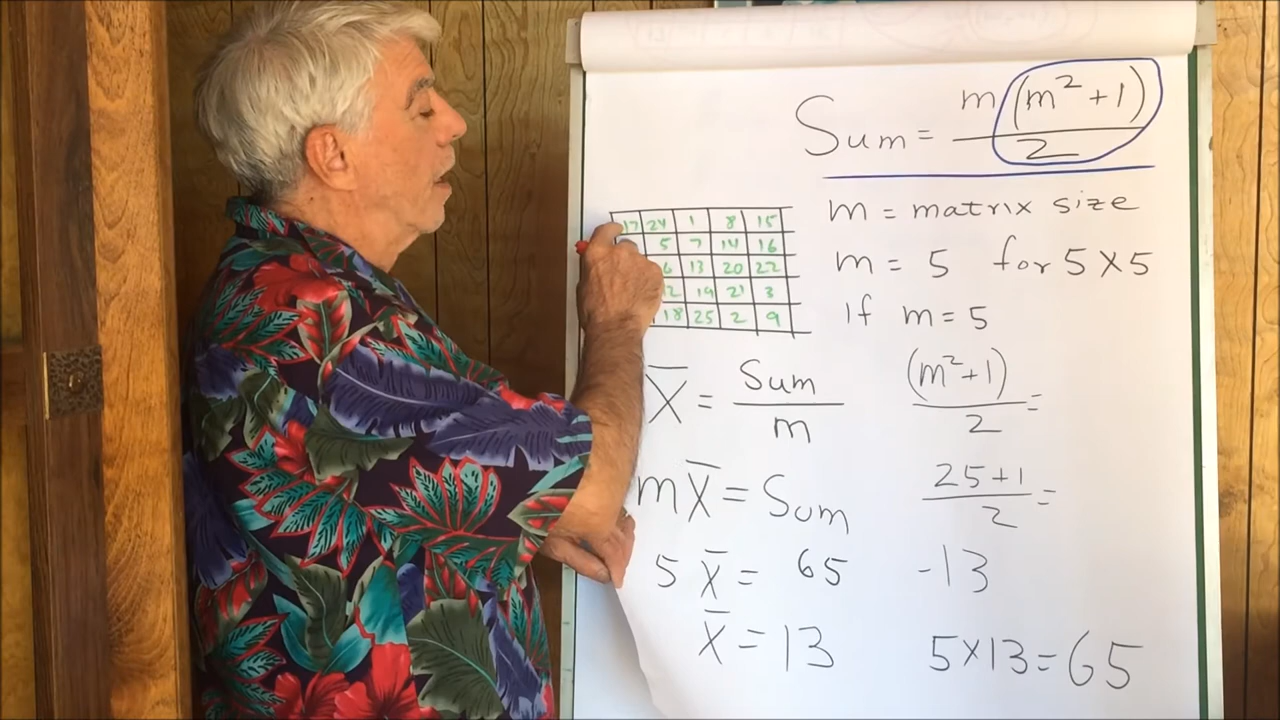 Sum = m(m²+1)/2
m = matrix size
m = 5 for 5×5
If m = 5
17 24 1 8 15
5 7 14 16
6 13 20 22
12 19 21 3
18 25 2 9
X̄ = Sum/m
mX̄ = Sum
5 X̄ = 65
X̄ = 13
(m²+1)/2 =
25+1/2 =
-13
5×13=65